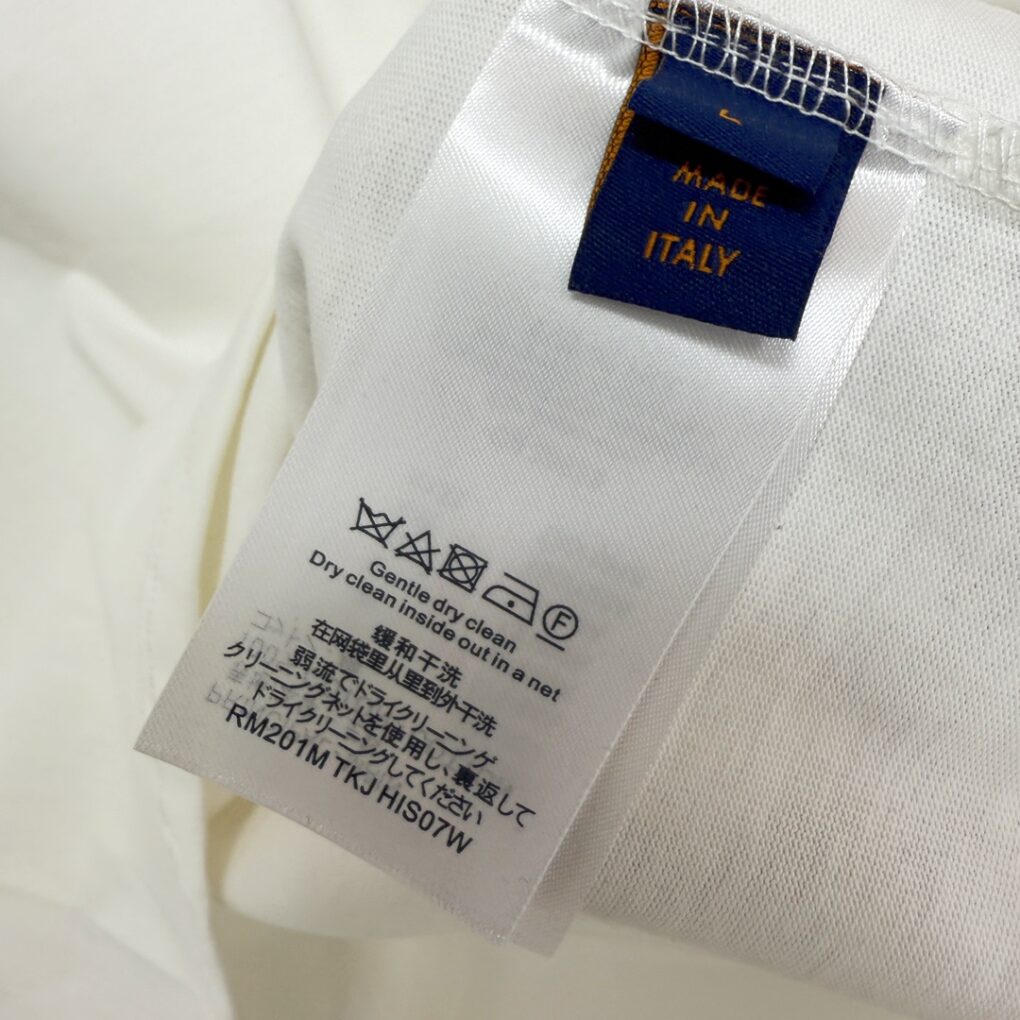 L
MADE
IN
ITALY
F
Gentle dry clean
Dry clean inside out in a net
缓和干洗
在网袋里从里到外干洗
弱流でドライクリーニング
クリーニングネットを使用し、裏返して
ドライクリーニングしてください
RM201M TKJ HIS07W